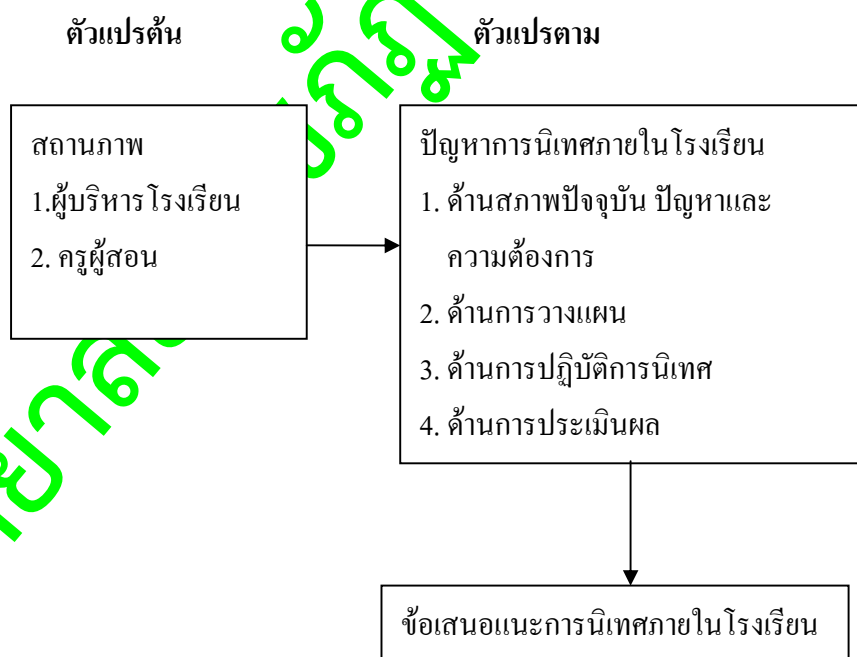 ตัวแปรต้น
ตัวแปรตาม
สถานภาพ
1.ผู้บริหารโรงเรียน
2. ครูผู้สอน
ปัญหาการนิเทศภายในโรงเรียน
1. ด้านสภาพปัจจุบัน ปัญหาและ
ความต้องการ
2. ด้านการวางแผน
3. ด้านการปฏิบัติการนิเทศ
4. ด้านการประเมินผล
ข้อเสนอแนะการนิเทศภายในโรงเรียน